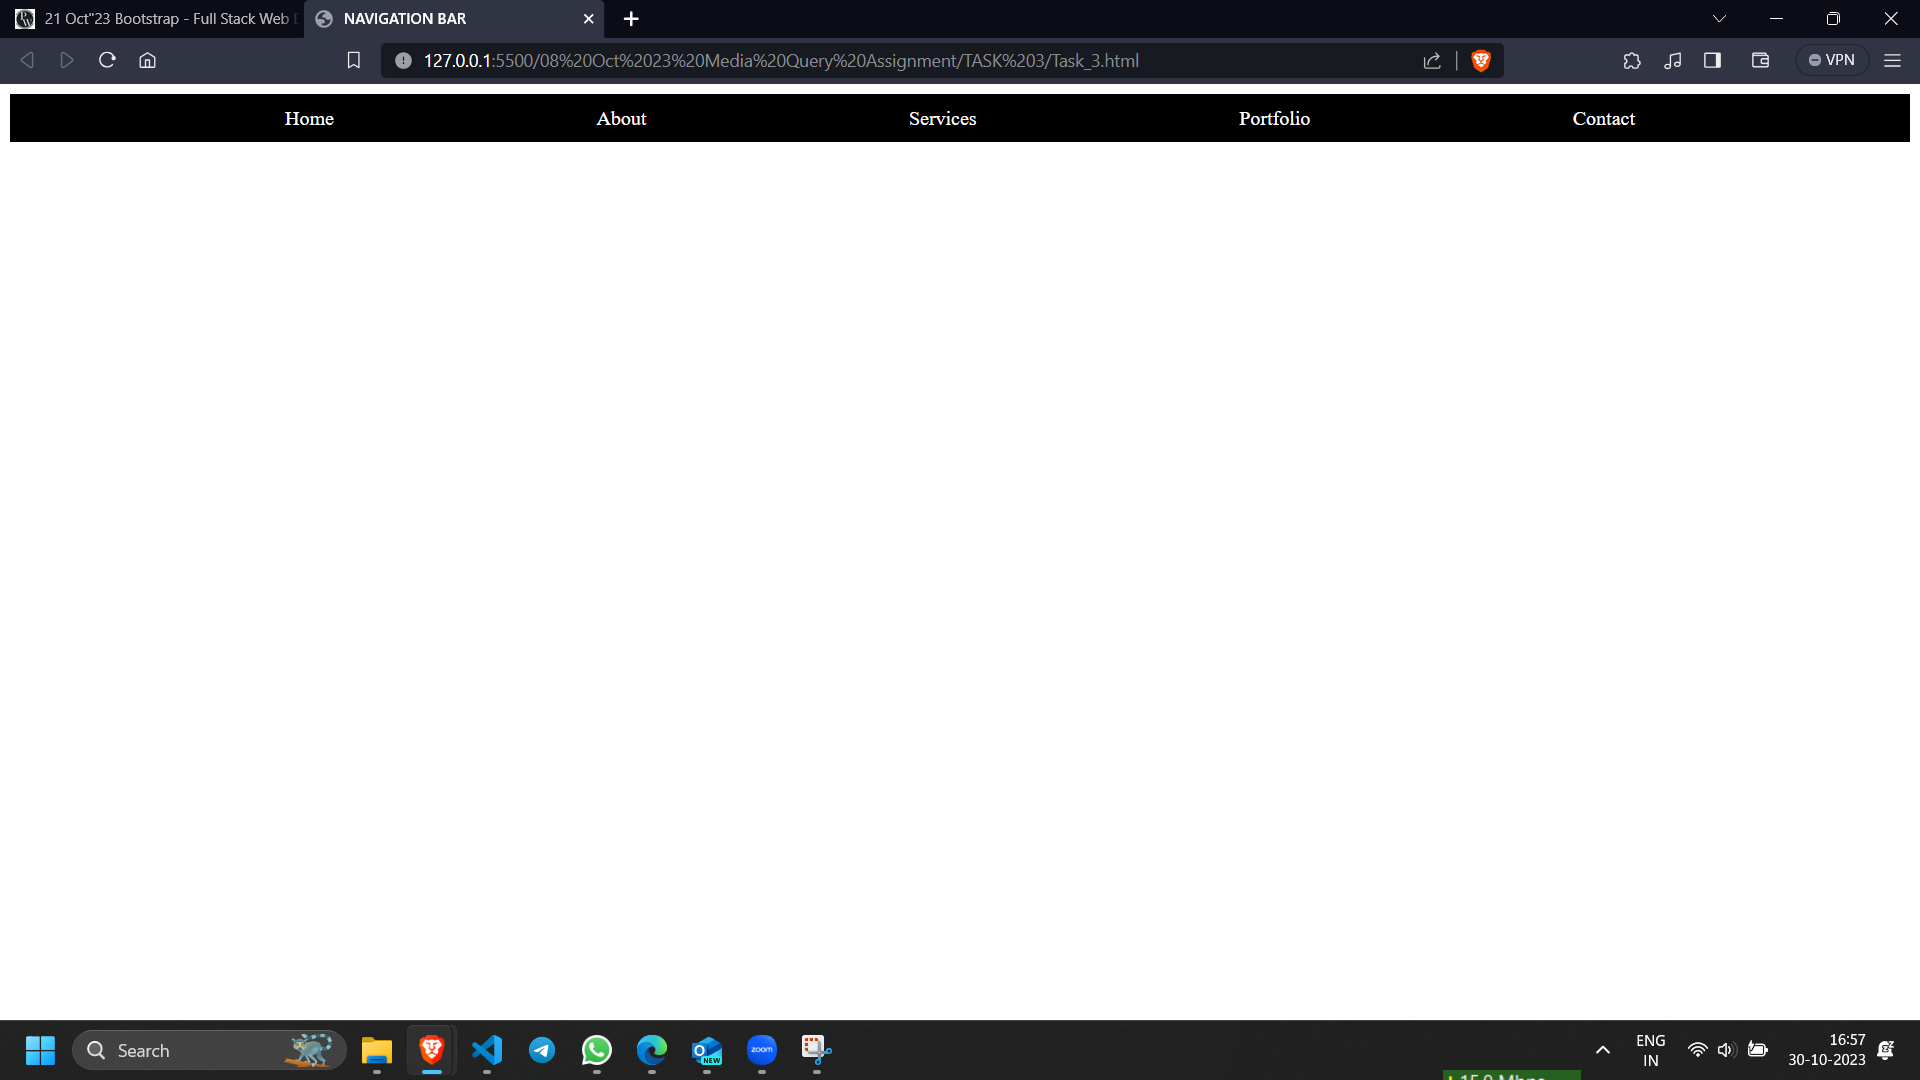 21 Oct"23 Bootstrap - Full Stack Web
NAVIGATION BAR
127.0.0.1:5500/08%20Oct%2023%20Media%20Query%20Assignment/TASK%203/Task_3.html
VPN
Home About Services Portfolio Contact
Search
NEW
zoom
ENG
IN
16:57
30-10-2023